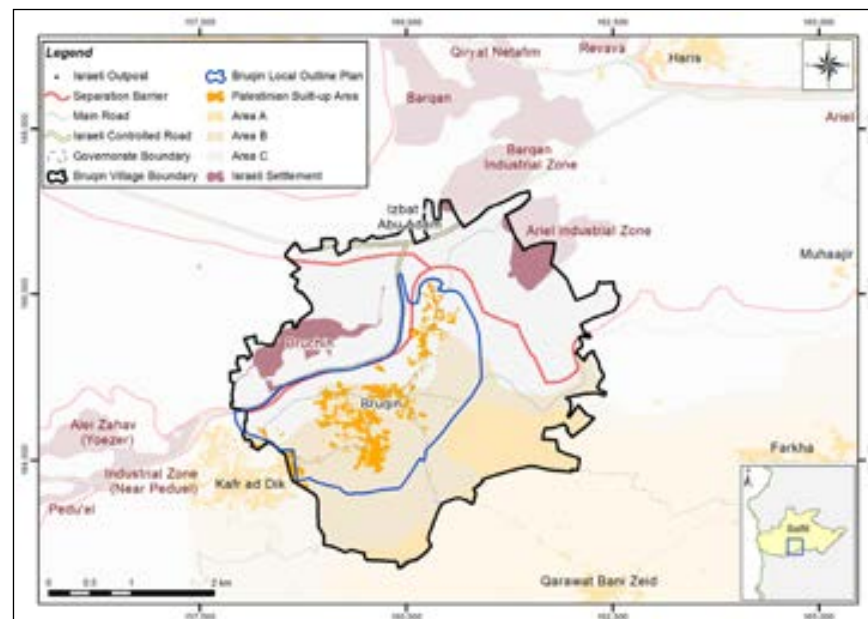 Legend
Israeli Outpost
Separation Barrier
Main Road
Israeli Controlled Road
Governorate Boundary
Bruqin Village Boundary
Bruqin Local Outline Plan
Palestinian Built-up Area
Area A
Area B
Area C
Israeli Settlement
Qiryat Netafim
Revava
Haris
Barqan
Ariel
Barqan
Industrial Zone
Izbat
Abu Adam
Ariel Industrial Zone
Muhaajir
Bruchin
Bruqin
Alei Zahav
(Yoezer)
Industrial Zone
(Near Peduel)
Kafr ad Dik
Pedu'el
Farkha
Salfit
Qarawat Bani Zeid
0 0.5 1 2 km